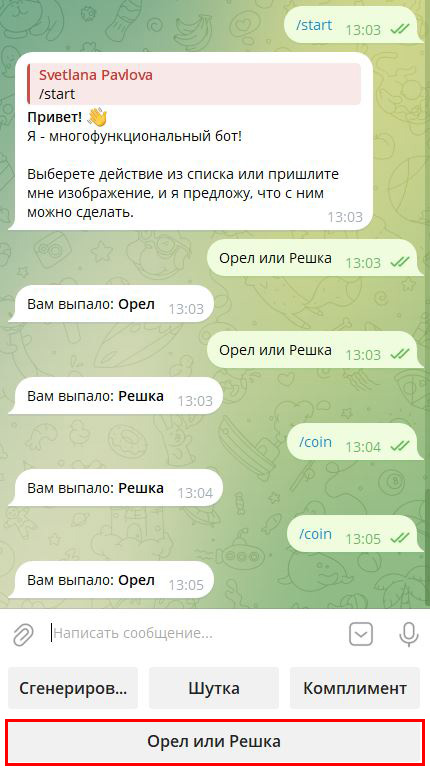 /start 13:03
Svetlana Pavlova
/start
Привет! 👋
Я - многофункциональный бот!
Выберете действие из списка или пришлите
мне изображение, и я предложу, что с ним
можно сделать.
13:03
Орел или Решка 13:03
Вам выпало: Орел 13:03
Орел или Решка 13:03
Вам выпало: Решка 13:03
/coin 13:04
Вам выпало: Решка 13:04
/coin 13:05
Вам выпало: Орел 13:05
Написать сообщение...
Сгенериров... Шутка Комплимент
Орел или Решка